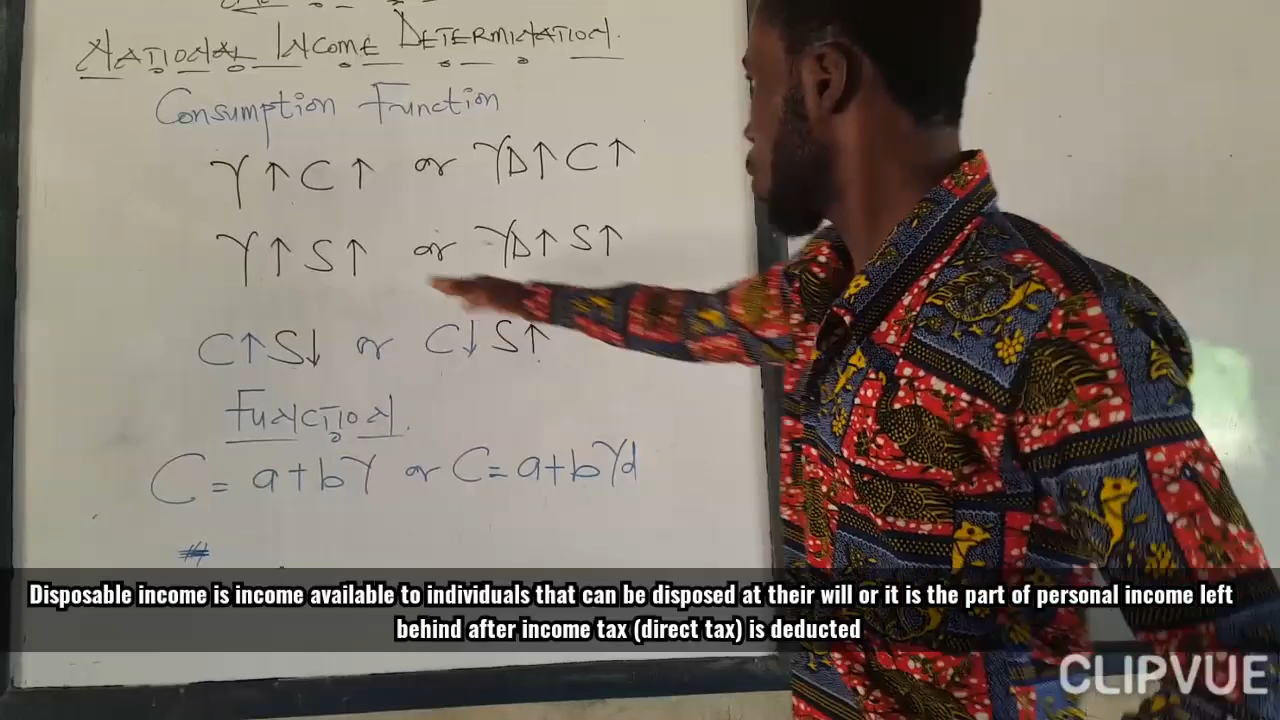 NATIONAL INCOME DETERMINATION.
Consumption Function
Y↑C↑ or YD↑C↑
Y↑S↑ or YD↑S↑
C↑S↓ or C↓S↑
FUNCTION.
C = a+bY or C=a+bYd
Disposable income is income available to individuals that can be disposed at their will or it is the part of personal income left
behind after income tax (direct tax) is deducted
CLIPVUE